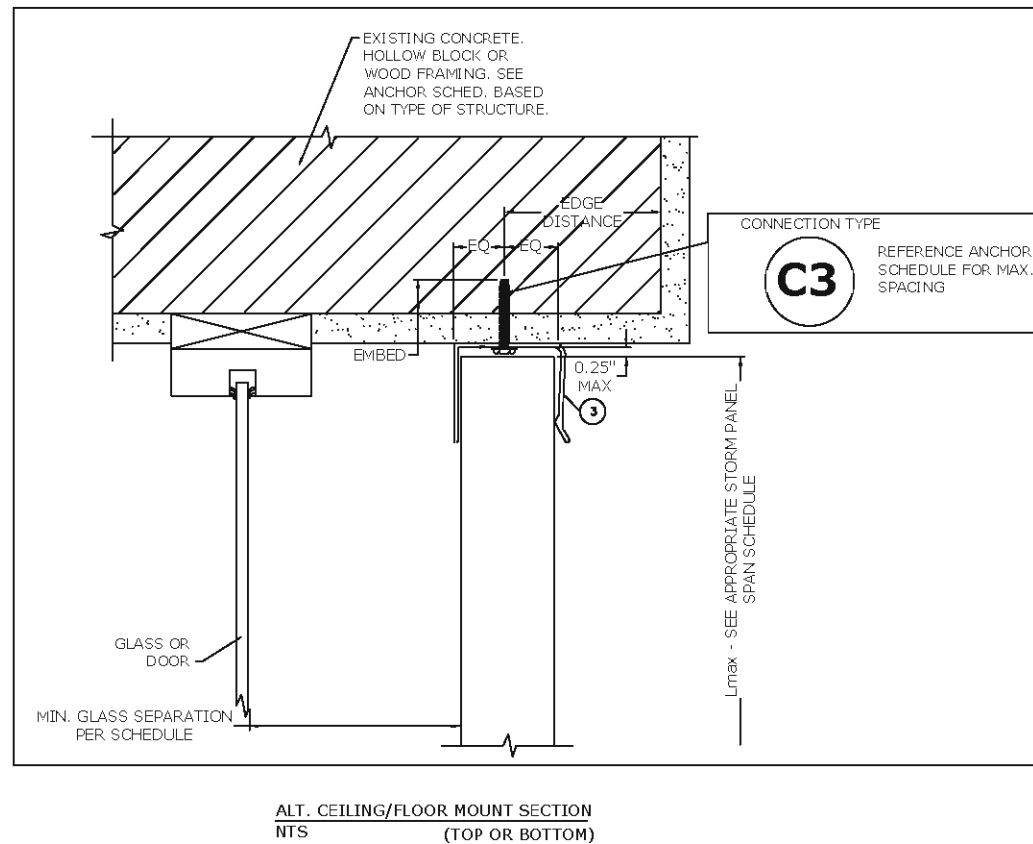 EXISTING CONCRETE.
HOLLOW BLOCK OR
WOOD FRAMING. SEE
ANCHOR SCHED. BASED
ON TYPE OF STRUCTURE.
EDGE
DISTANCE
EQ
EQ
CONNECTION TYPE
C3
REFERENCE ANCHOR
SCHEDULE FOR MAX.
SPACING
EMBED
0.25"
MAX
3
Lmax - SEE APPROPRIATE STORM PANEL
SPAN SCHEDULE
GLASS OR
DOOR
MIN. GLASS SEPARATION
PER SCHEDULE
ALT. CEILING/FLOOR MOUNT SECTION
NTS (TOP OR BOTTOM)